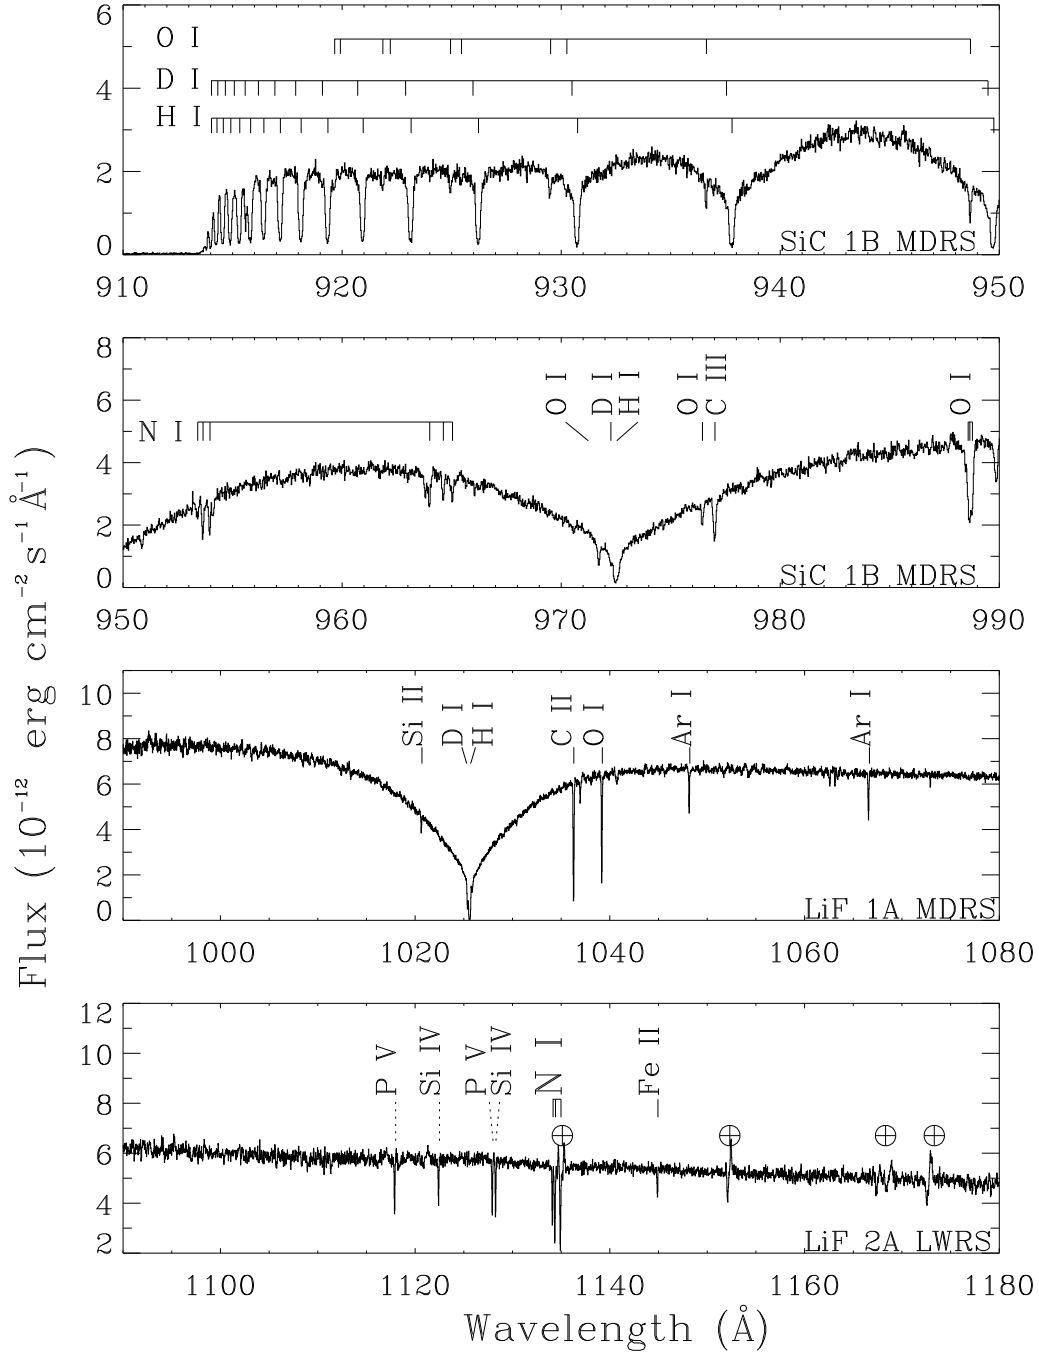 Flux (10⁻¹² erg cm⁻² s⁻¹ Å⁻¹)
6
O I
D I
4
H I
2
0
SiC 1B MDRS
910 920 930 940 950
8
O I D I H I O I C III O I
6
N I
4
2
0
SiC 1B MDRS
950 960 970 980 990
10
Si II D I H I C II O I Ar I Ar I
8
6
4
2
0
LiF 1A MDRS
1000 1020 1040 1060 1080
12
P V Si IV P V Si IV N I Fe II
10
8
6
4
2
LiF 2A LWRS
1100 1120 1140 1160 1180
Wavelength (Å)